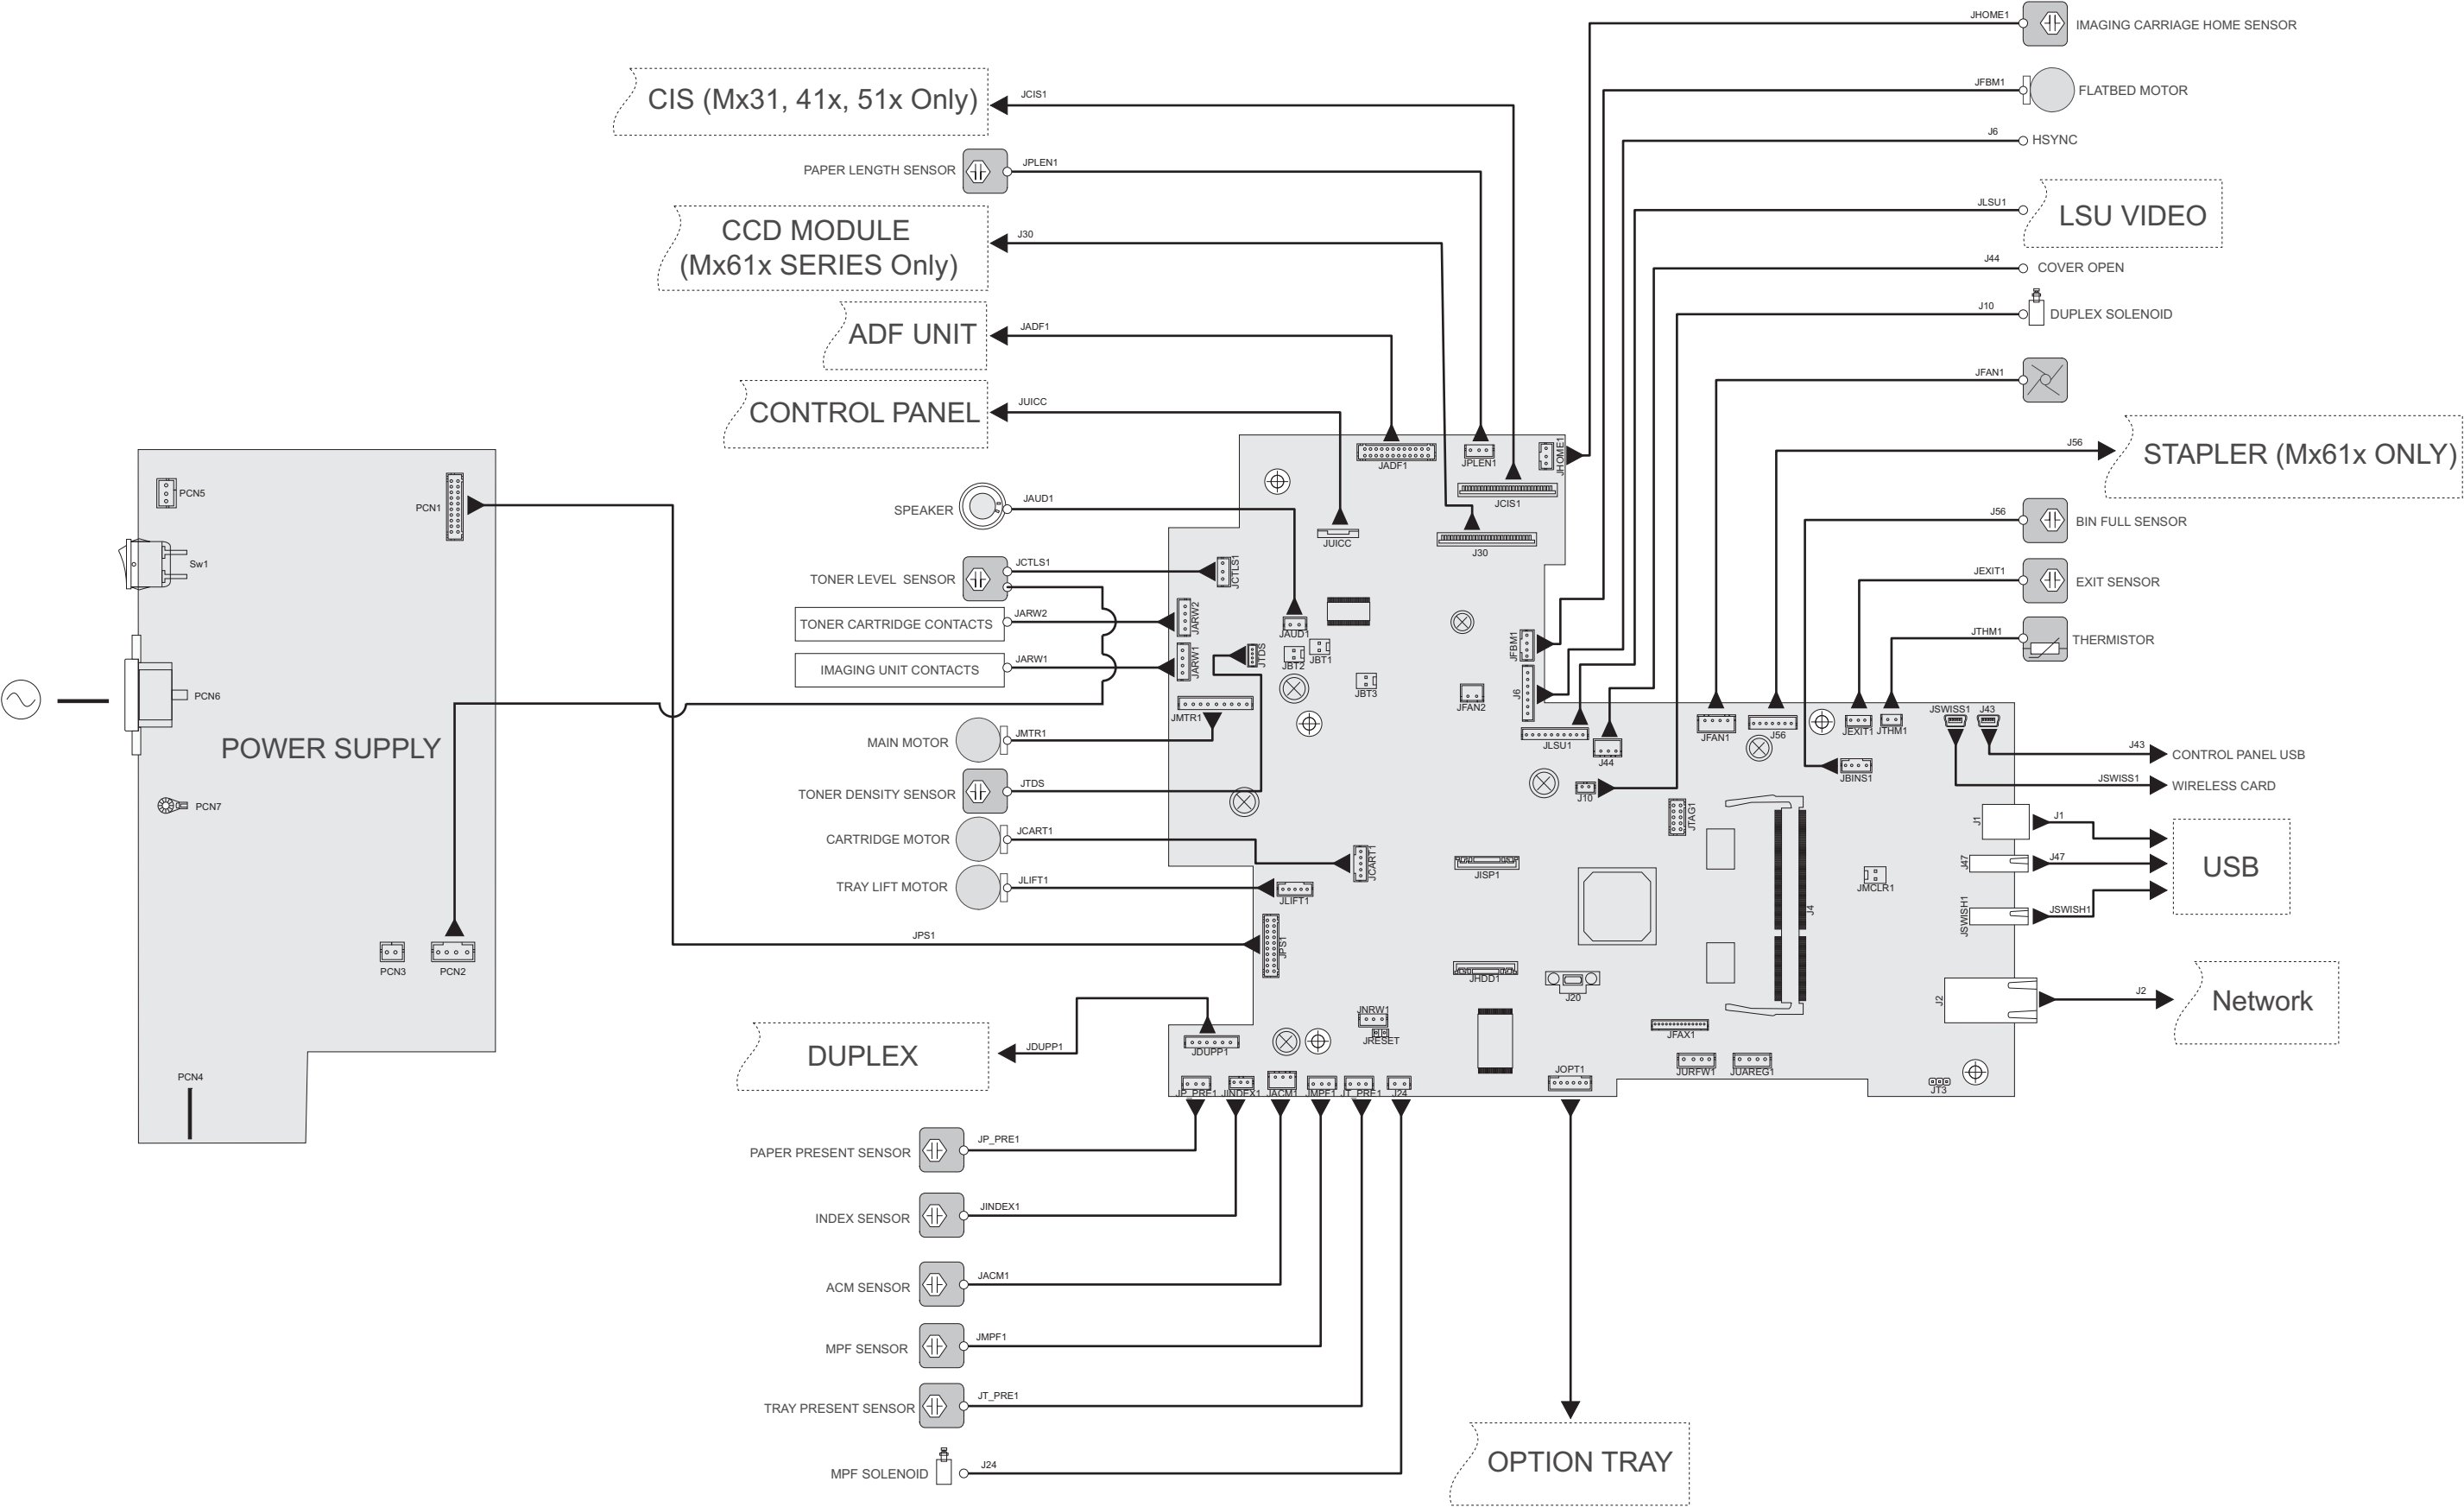 JHOME1
IMAGING CARRIAGE HOME SENSOR
JFBM1
FLATBED MOTOR
J6
HSYNC
JLSU1
LSU VIDEO
J44
COVER OPEN
J10
DUPLEX SOLENOID
JFAN1
J56
STAPLER (Mx61x ONLY)
J56
BIN FULL SENSOR
JEXIT1
EXIT SENSOR
JTHM1
THERMISTOR
CIS (Mx31, 41x, 51x Only)
JCIS1
PAPER LENGTH SENSOR
JPLEN1
CCD MODULE
(Mx61x SERIES Only)
J30
ADF UNIT
JADF1
CONTROL PANEL
JUICC
SPEAKER
JAUD1
TONER LEVEL SENSOR
JCTLS1
TONER CARTRIDGE CONTACTS
JARW2
IMAGING UNIT CONTACTS
JARW1
MAIN MOTOR
JMTR1
TONER DENSITY SENSOR
JTDS
CARTRIDGE MOTOR
JCART1
TRAY LIFT MOTOR
JLIFT1
JPS1
DUPLEX
JDUPP1
PCN5
PCN1
Sw1
PCN6
POWER SUPPLY
PCN7
PCN3
PCN2
PCN4
JADF1
JPLEN1
JHOME1
JCIS1
JUICC
J30
JCTLS1
JARW2
JAUD1
JTDS
JBT2
JBT1
JARW1
JBT3
JFBM1
J6
JMTR1
JFAN2
JLSU1
J44
JFAN1
J56
JEXIT1
JTHM1
JSWISS1
J43
JBINS1
J10
JTAG1
J1
JCART1
JISP1
J47
JMCLR1
JLIFT1
J4
JSWISH1
JPS1
JHDD1
J20
J2
JNRW1
JRESET
JFAX1
JDUPP1
JURFW1
JUAREG1
JOPT1
JT3
JP_PRE1
JINDEX1
JACM1
JMPF1
JT_PRE1
J24
J43
CONTROL PANEL USB
JSWISS1
WIRELESS CARD
J1
J47
JSWISH1
USB
J2
Network
PAPER PRESENT SENSOR
JP_PRE1
INDEX SENSOR
JINDEX1
ACM SENSOR
JACM1
MPF SENSOR
JMPF1
TRAY PRESENT SENSOR
JT_PRE1
MPF SOLENOID
J24
OPTION TRAY